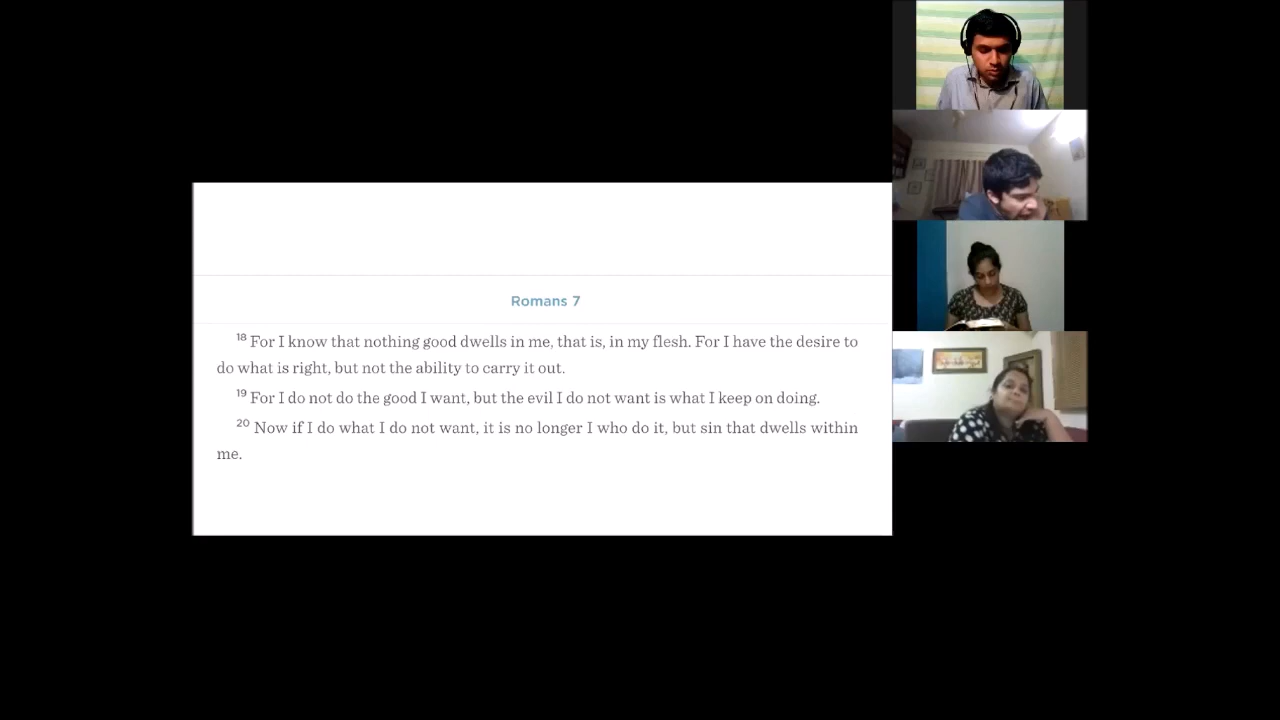 Romans 7
18 For I know that nothing good dwells in me, that is, in my flesh. For I have the desire to
do what is right, but not the ability to carry it out.
19 For I do not do the good I want, but the evil I do not want is what I keep on doing.
20 Now if I do what I do not want, it is no longer I who do it, but sin that dwells within
me.